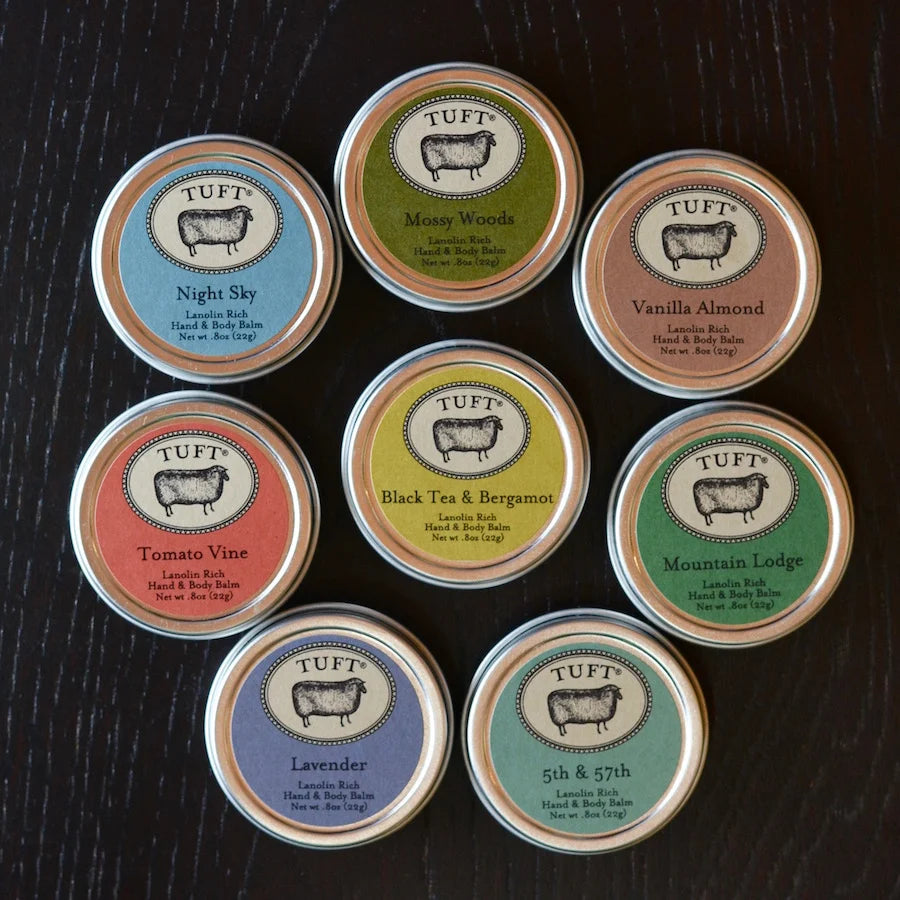 TUFT®
Mossy Woods
Lanolin Rich
Hand & Body Balm
Net wt .8oz (22g)
TUFT®
Night Sky
Lanolin Rich
Hand & Body Balm
Net wt .8oz (22g)
TUFT®
Vanilla Almond
Lanolin Rich
Hand & Body Balm
Net wt .8oz (22g)
TUFT®
Tomato Vine
Lanolin Rich
Hand & Body Balm
Net wt .8oz (22g)
TUFT®
Black Tea & Bergamot
Lanolin Rich
Hand & Body Balm
Net wt .8oz (22g)
TUFT®
Mountain Lodge
Lanolin Rich
Hand & Body Balm
Net wt .8oz (22g)
TUFT®
Lavender
Lanolin Rich
Hand & Body Balm
Net wt .8oz (22g)
TUFT®
5th & 57th
Lanolin Rich
Hand & Body Balm
Net wt .8oz (22g)